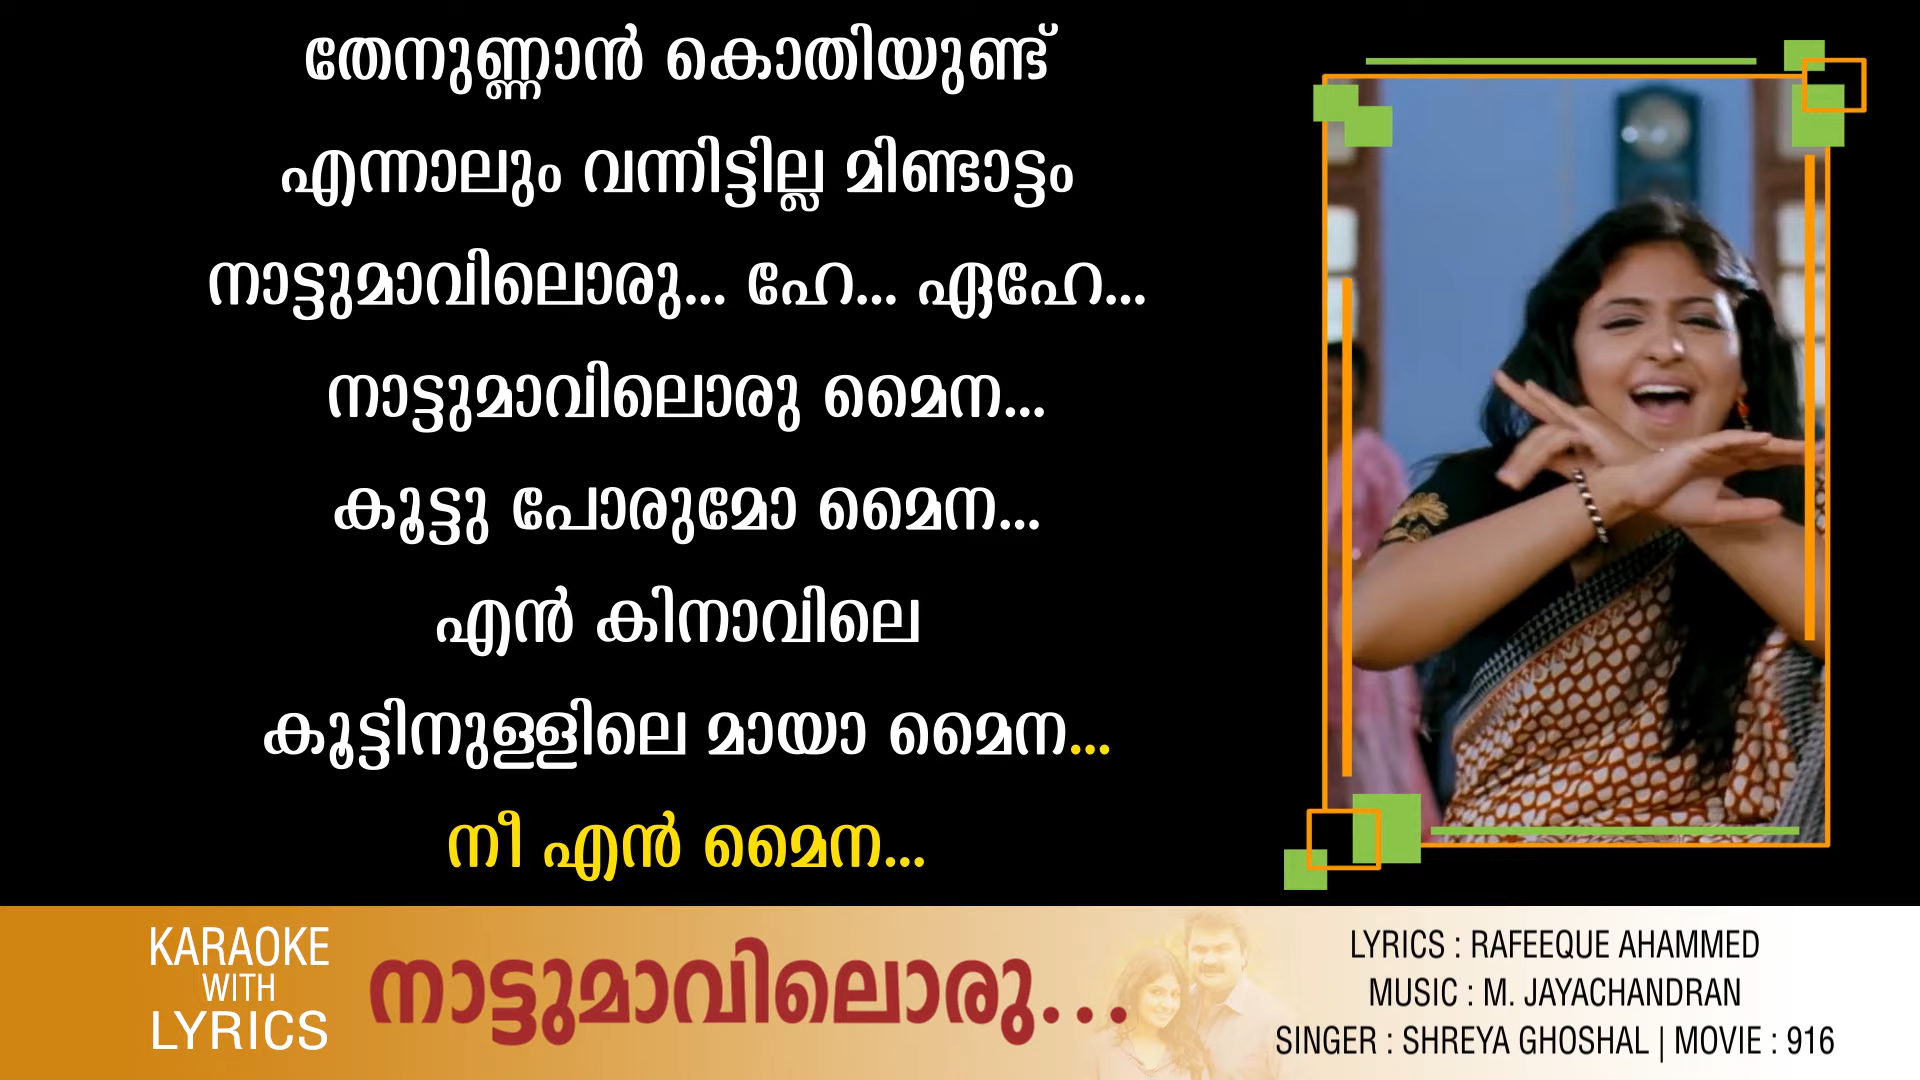 തേനുണ്ണാൻ കൊതിയുണ്ട്
എന്നാലും വന്നിട്ടില്ല മിണ്ടാട്ടം
നാട്ടുമാവിലൊരു... ഹേ... ഏഹേ...
നാട്ടുമാവിലൊരു മൈന...
കൂട്ടു പോരുമോ മൈന...
എൻ കിനാവിലെ
കൂട്ടിനുള്ളിലെ മായാ മൈന...
നീ എൻ മൈന...
KARAOKE
WITH
LYRICS
നാട്ടുമാവിലൊരു...
LYRICS : RAFEEQUE AHAMMED
MUSIC : M. JAYACHANDRAN
SINGER : SHREYA GHOSHAL | MOVIE : 916